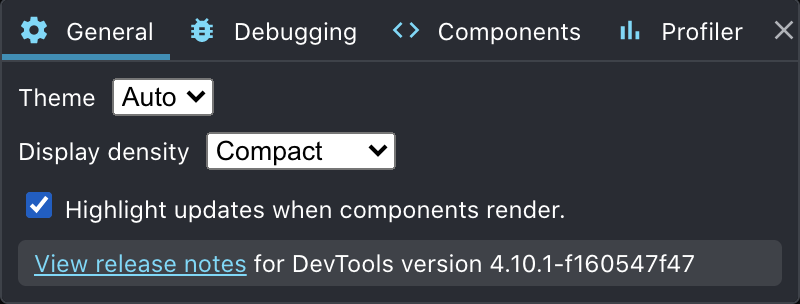 General Debugging Components Profiler
Theme Auto
Display density Compact
Highlight updates when components render.
View release notes for DevTools version 4.10.1-f160547f47